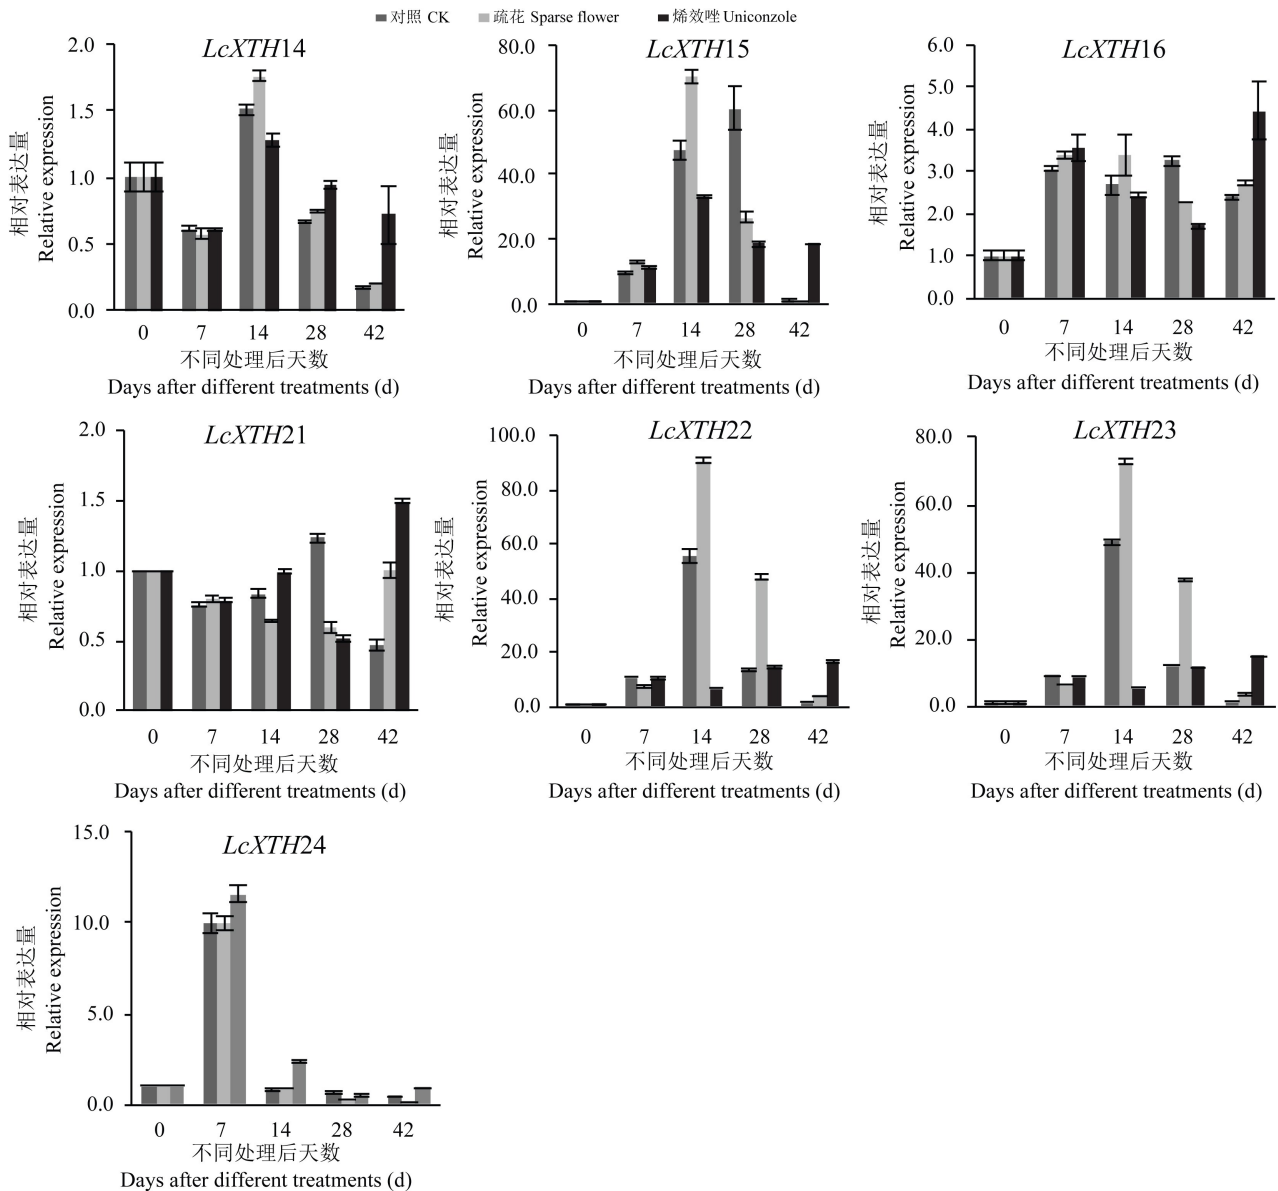 对照 CK 疏花 Sparse flower 烯效唑 Uniconzole
LcXTH14
相对表达量
Relative expression
2.0
1.5
1.0
0.5
0.0
0 7 14 28 42
不同处理后天数
Days after different treatments (d)
LcXTH15
相对表达量
Relative expression
80.0
60.0
40.0
20.0
0.0
0 7 14 28 42
不同处理后天数
Days after different treatments (d)
LcXTH16
相对表达量
Relative expression
6.0
5.0
4.0
3.0
2.0
1.0
0.0
0 7 14 28 42
不同处理后天数
Days after different treatments (d)
LcXTH21
相对表达量
Relative expression
2.0
1.5
1.0
0.5
0.0
0 7 14 28 42
不同处理后天数
Days after different treatments (d)
LcXTH22
相对表达量
Relative expression
100.0
80.0
60.0
40.0
20.0
0.0
0 7 14 28 42
不同处理后天数
Days after different treatments (d)
LcXTH23
相对表达量
Relative expression
80.0
60.0
40.0
20.0
0.0
0 7 14 28 42
不同处理后天数
Days after different treatments (d)
LcXTH24
相对表达量
Relative expression
15.0
10.0
5.0
0.0
0 7 14 28 42
不同处理后天数
Days after different treatments (d)